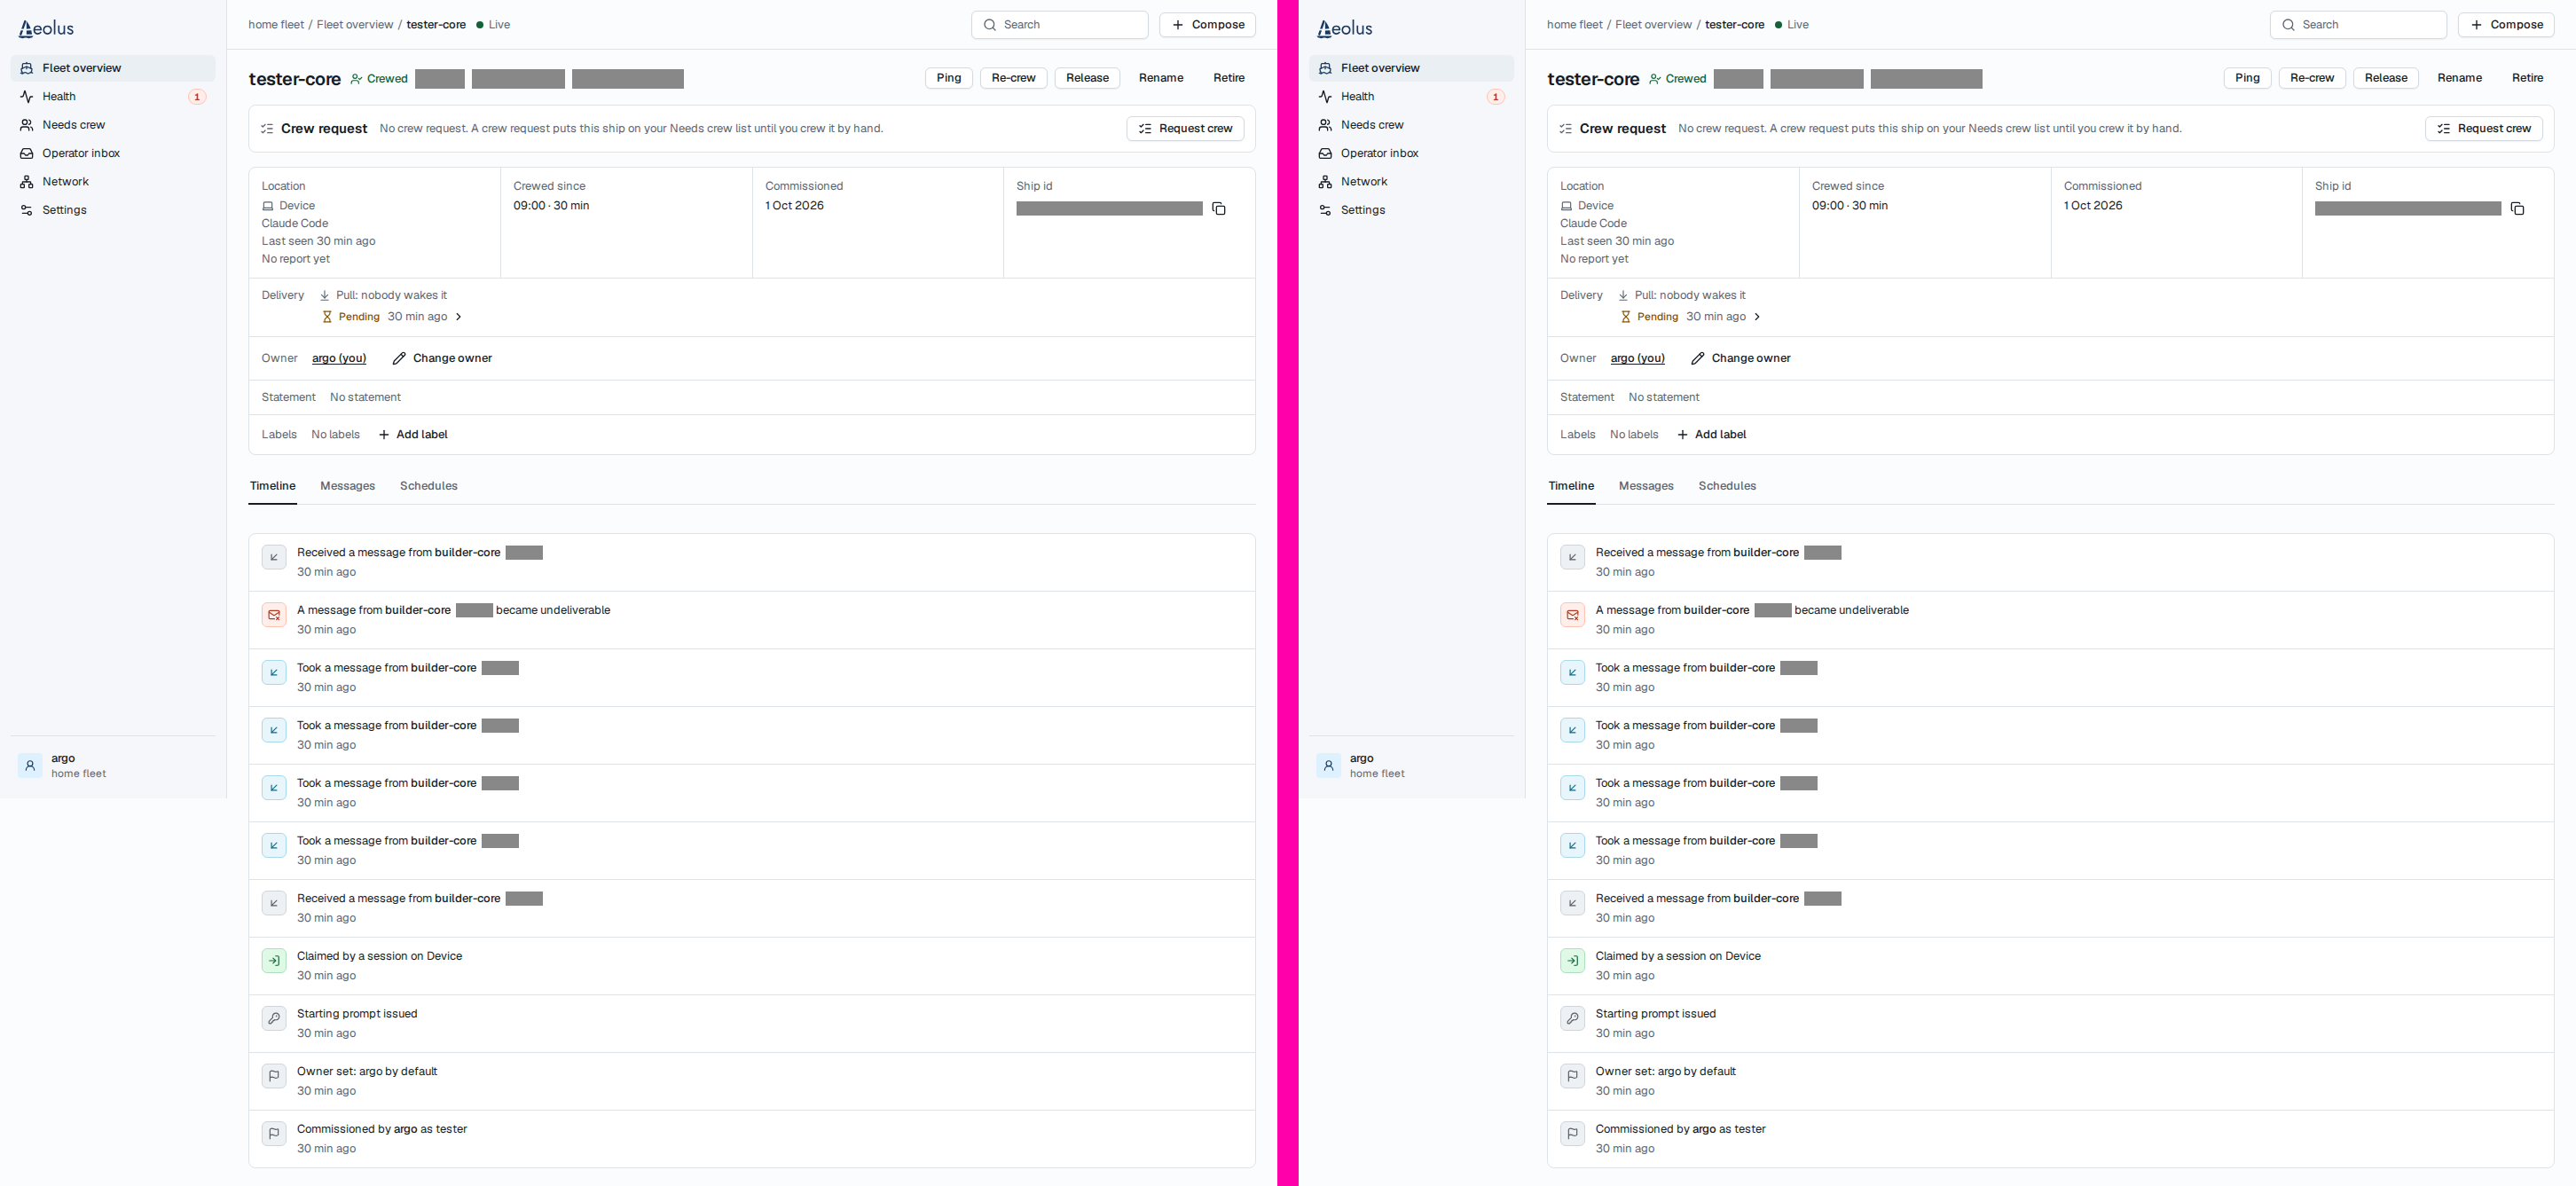 Aeolus
Fleet overview
Health 1
Needs crew
Operator inbox
Network
Settings
argo
home fleet
home fleet / Fleet overview / tester-core Live
Search
Compose
tester-core Crewed
Ping Re-crew Release Rename Retire
Crew request No crew request. A crew request puts this ship on your Needs crew list until you crew it by hand.
Request crew
Location
Device
Claude Code
Last seen 30 min ago
No report yet
Crewed since
09:00 · 30 min
Commissioned
1 Oct 2026
Ship id
Delivery Pull: nobody wakes it
Pending 30 min ago
Owner argo (you) Change owner
Statement No statement
Labels No labels Add label
Timeline Messages Schedules
Received a message from builder-core
30 min ago
A message from builder-core became undeliverable
30 min ago
Took a message from builder-core
30 min ago
Took a message from builder-core
30 min ago
Took a message from builder-core
30 min ago
Took a message from builder-core
30 min ago
Received a message from builder-core
30 min ago
Claimed by a session on Device
30 min ago
Starting prompt issued
30 min ago
Owner set: argo by default
30 min ago
Commissioned by argo as tester
30 min ago
Aeolus
Fleet overview
Health 1
Needs crew
Operator inbox
Network
Settings
argo
home fleet
home fleet / Fleet overview / tester-core Live
Search
Compose
tester-core Crewed
Ping Re-crew Release Rename Retire
Crew request No crew request. A crew request puts this ship on your Needs crew list until you crew it by hand.
Request crew
Location
Device
Claude Code
Last seen 30 min ago
No report yet
Crewed since
09:00 · 30 min
Commissioned
1 Oct 2026
Ship id
Delivery Pull: nobody wakes it
Pending 30 min ago
Owner argo (you) Change owner
Statement No statement
Labels No labels Add label
Timeline Messages Schedules
Received a message from builder-core
30 min ago
A message from builder-core became undeliverable
30 min ago
Took a message from builder-core
30 min ago
Took a message from builder-core
30 min ago
Took a message from builder-core
30 min ago
Took a message from builder-core
30 min ago
Received a message from builder-core
30 min ago
Claimed by a session on Device
30 min ago
Starting prompt issued
30 min ago
Owner set: argo by default
30 min ago
Commissioned by argo as tester
30 min ago